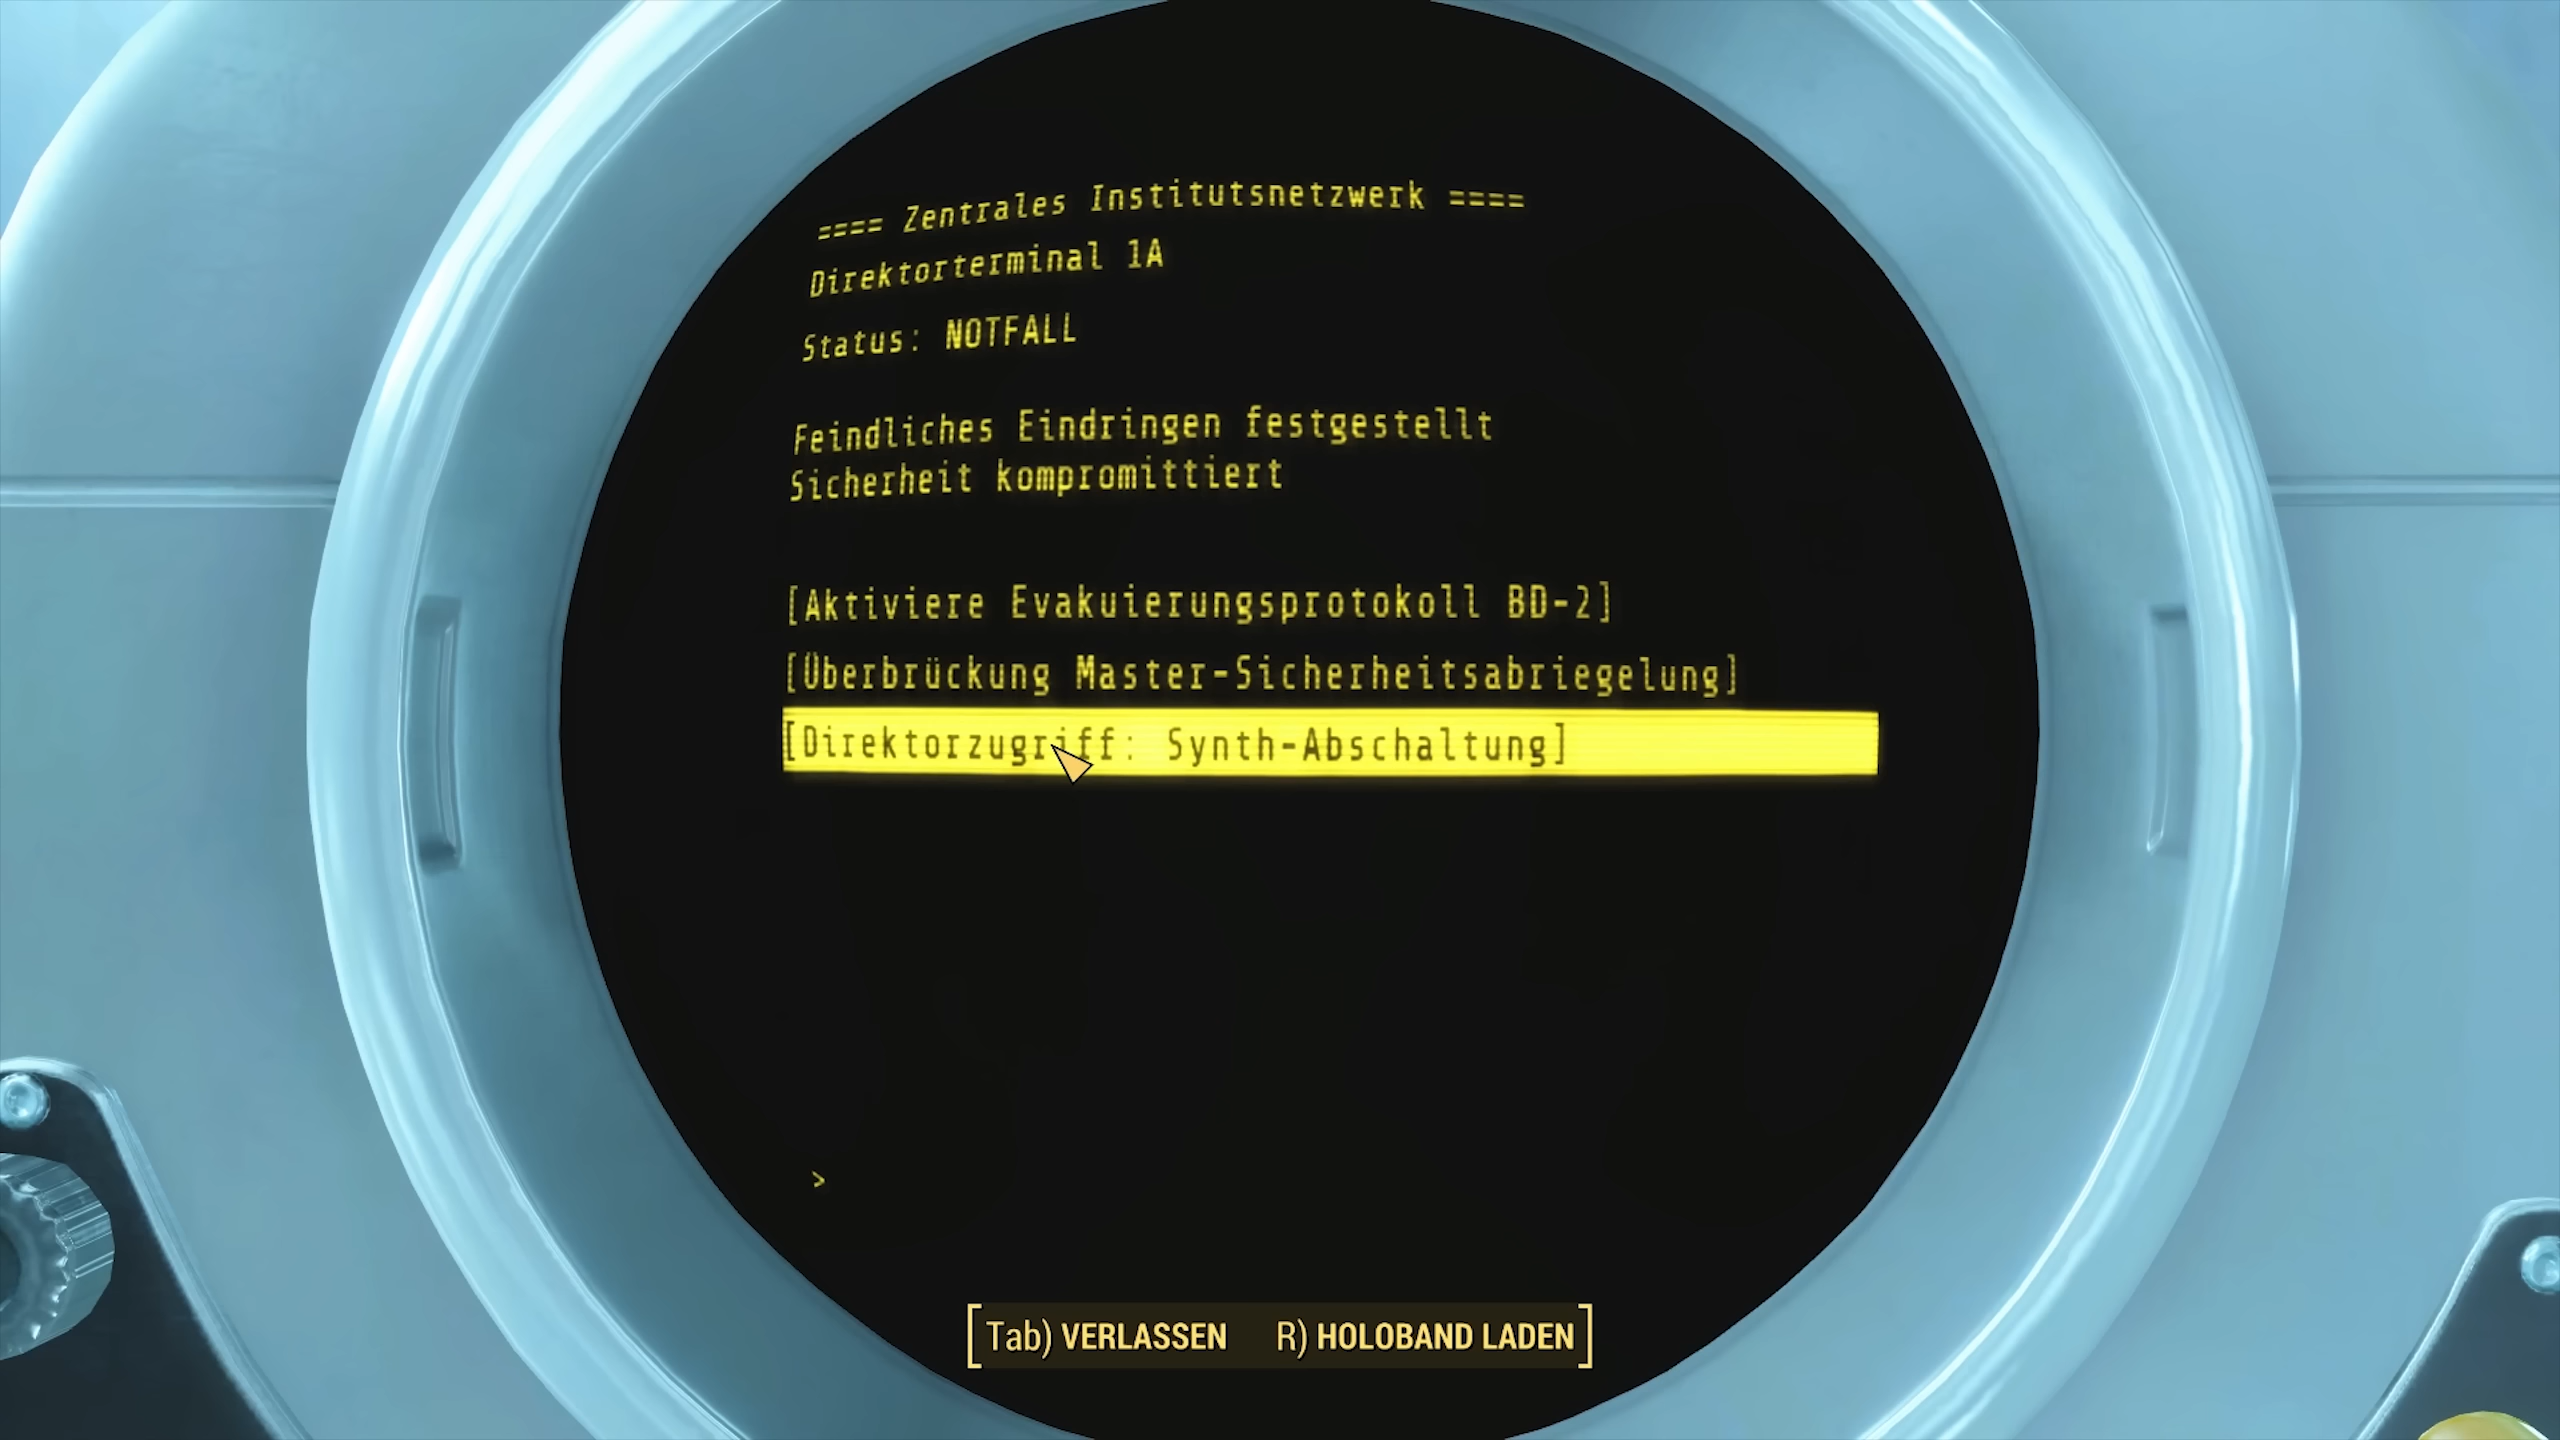 ==== Zentrales Institutsnetzwerk ====
Direktorterminal 1A
Status: NOTFALL
Feindliches Eindringen festgestellt
Sicherheit kompromittiert
[Aktiviere Evakuierungsprotokoll BD-2]
[Überbrückung Master-Sicherheitsabriegelung]
[Direktorzugriff: Synth-Abschaltung]
>
[Tab) VERLASSEN R) HOLOBAND LADEN]